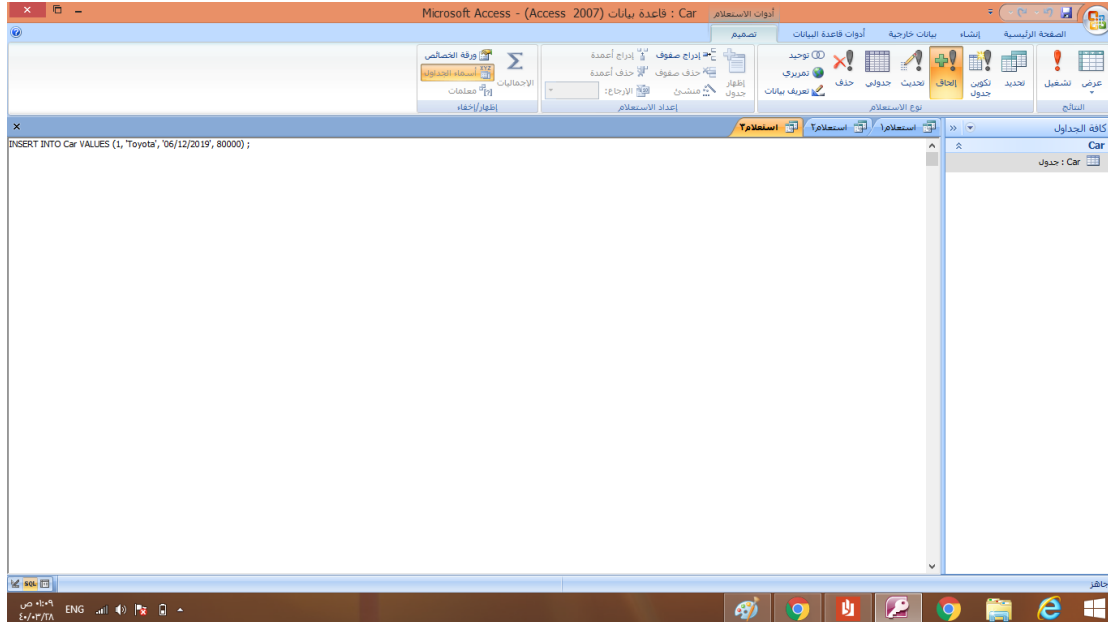 Car : قاعدة بيانات (Access 2007) - Microsoft Access
أدوات الاستعلام
الصفحة الرئيسية
إنشاء
بيانات خارجية
أدوات قاعدة البيانات
تصميم
عرض
تشغيل
النتائج
تحديد
تكوين جدول
إلحاق
تحديث
جدولي
حذف
توحيد
تمريري
تعريف بيانات
نوع الاستعلام
إظهار جدول
إدراج صفوف
حذف صفوف
منشئ
إدراج أعمدة
حذف أعمدة
الإرجاع:
إعداد الاستعلام
الإجماليات
ورقة الخصائص
أسماء الجداول
معلمات
إظهار/إخفاء
كافة الجداول
Car
Car : جدول
استعلام١
استعلام٢
استعلام٣
INSERT INTO Car VALUES (1, 'Toyota', '06/12/2019', 80000) ;
جاهز
SQL
ENG
٠١:٠٩ ص
٤٠/٠٣/٢٨